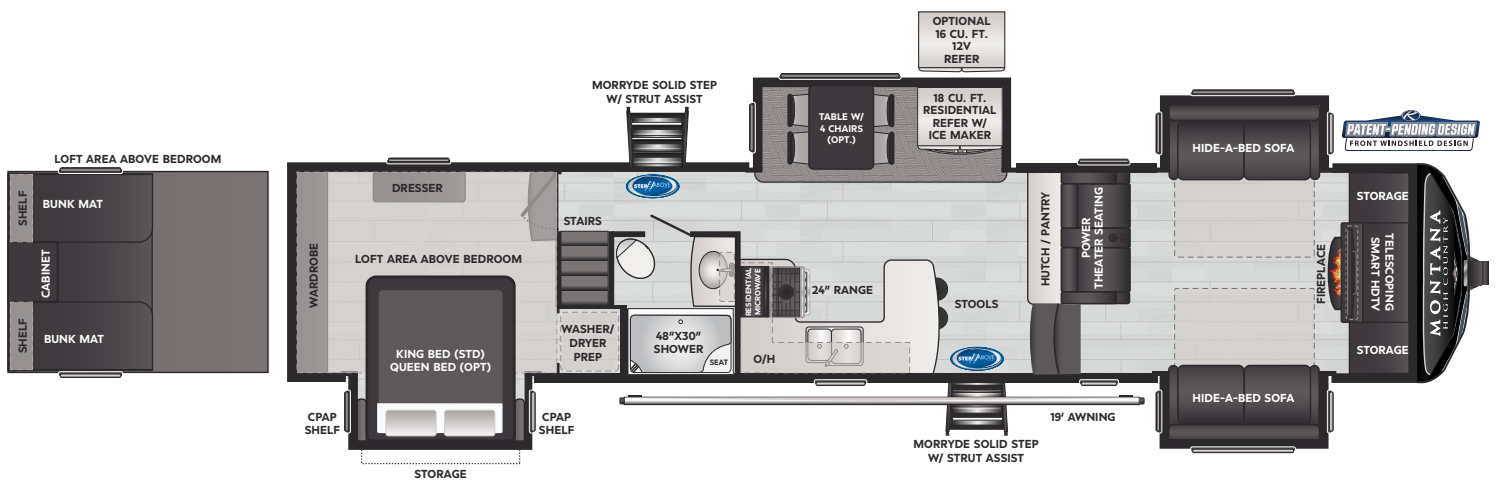 LOFT AREA ABOVE BEDROOM
SHELF
BUNK MAT
CABINET
SHELF
BUNK MAT
WARDROBE
DRESSER
LOFT AREA ABOVE BEDROOM
KING BED (STD)
QUEEN BED (OPT)
CPAP
SHELF
CPAP
SHELF
STORAGE
MORRYDE SOLID STEP
W/ STRUT ASSIST
STEP ABOVE
STAIRS
WASHER/
DRYER
PREP
48"X30"
SHOWER
SEAT
RESIDENTIAL
MICROWAVE
24" RANGE
O/H
STOOLS
STEP ABOVE
TABLE W/
4 CHAIRS
(OPT.)
OPTIONAL
16 CU. FT.
12V
REFER
18 CU. FT.
RESIDENTIAL
REFER W/
ICE MAKER
HUTCH / PANTRY
POWER
THEATER SEATING
19' AWNING
MORRYDE SOLID STEP
W/ STRUT ASSIST
HIDE-A-BED SOFA
HIDE-A-BED SOFA
FIREPLACE
TELESCOPING
SMART HDTV
STORAGE
STORAGE
PATENT-PENDING DESIGN
FRONT WINDSHIELD DESIGN
MONTANA
HIGH COUNTRY